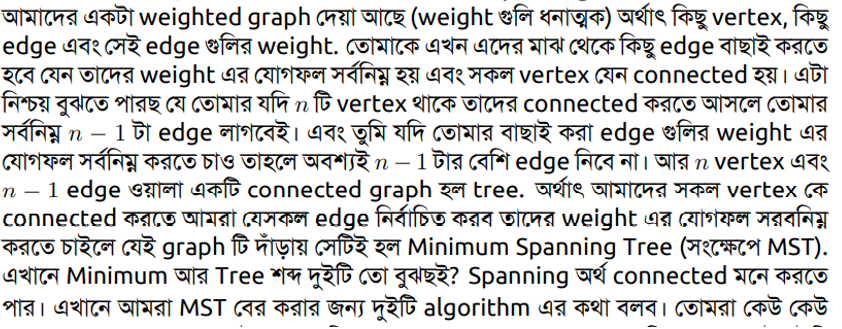 আমাদের একটা weighted graph দেয়া আছে (weight গুলি ধনাত্মক) অর্থাৎ কিছু vertex, কিছু
edge এবং সেই edge গুলির weight. তোমাকে এখন এদের মাঝ থেকে কিছু edge বাছাই করতে
হবে যেন তাদের weight এর যোগফল সর্বনিম্ন হয় এবং সকল vertex যেন connected হয়। এটা
নিশ্চয় বুঝতে পারছ যে তোমার যদি n টি vertex থাকে তাদের connected করতে আসলে তোমার
সর্বনিম্ন n − 1 টা edge লাগবেই। এবং তুমি যদি তোমার বাছাই করা edge গুলির weight এর
যোগফল সর্বনিম্ন করতে চাও তাহলে অবশ্যই n − 1 টার বেশি edge নিবে না। আর n vertex এবং
n − 1 edge ওয়ালা একটি connected graph হল tree. অর্থাৎ আমাদের সকল vertex কে
connected করতে আমরা যেসকল edge নির্বাচিত করব তাদের weight এর যোগফল সরবনিম্ন
করতে চাইলে যেই graph টি দাঁড়ায় সেটিই হল Minimum Spanning Tree (সংক্ষেপে MST).
এখানে Minimum আর Tree শব্দ দুইটি তো বুঝছই? Spanning অর্থ connected মনে করতে
পার। এখানে আমরা MST বের করার জন্য দুইটি algorithm এর কথা বলব। তোমরা কেউ কেউ